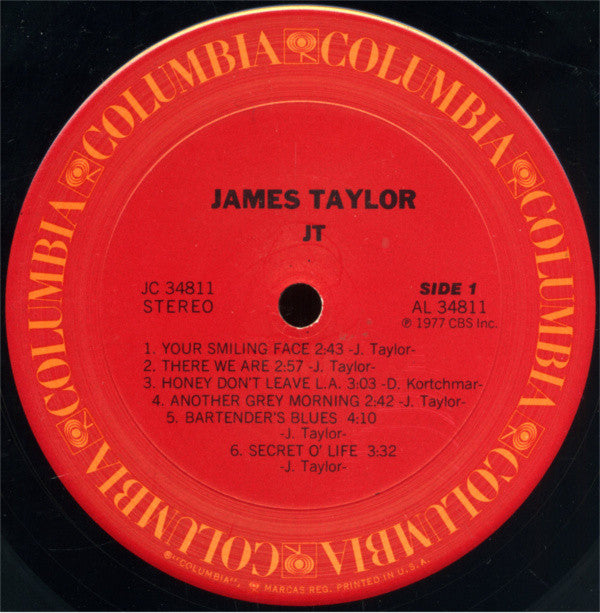 COLUMBIA COLUMBIA COLUMBIA COLUMBIA COLUMBIA COLUMBIA
JAMES TAYLOR
JT
JC 34811
STEREO
SIDE 1
AL 34811
℗ 1977 CBS Inc.
1. YOUR SMILING FACE 2:43 -J. Taylor-
2. THERE WE ARE 2:57 -J. Taylor-
3. HONEY DON'T LEAVE L.A. 3:03 -D. Kortchmar-
4. ANOTHER GREY MORNING 2:42 -J. Taylor-
5. BARTENDER'S BLUES 4:10
-J. Taylor-
6. SECRET O' LIFE 3:32
-J. Taylor-
©"COLUMBIA", MARCAS REG. PRINTED IN U.S.A.